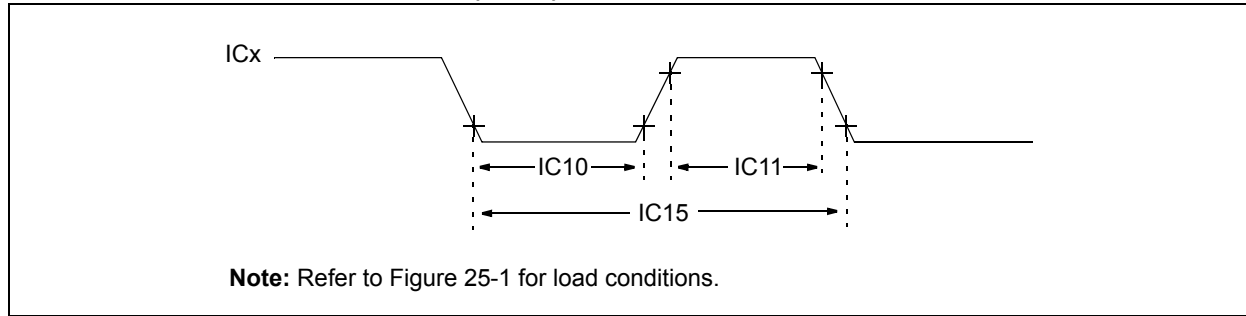 ICx
IC10
IC11
IC15
Note: Refer to Figure 25-1 for load conditions.